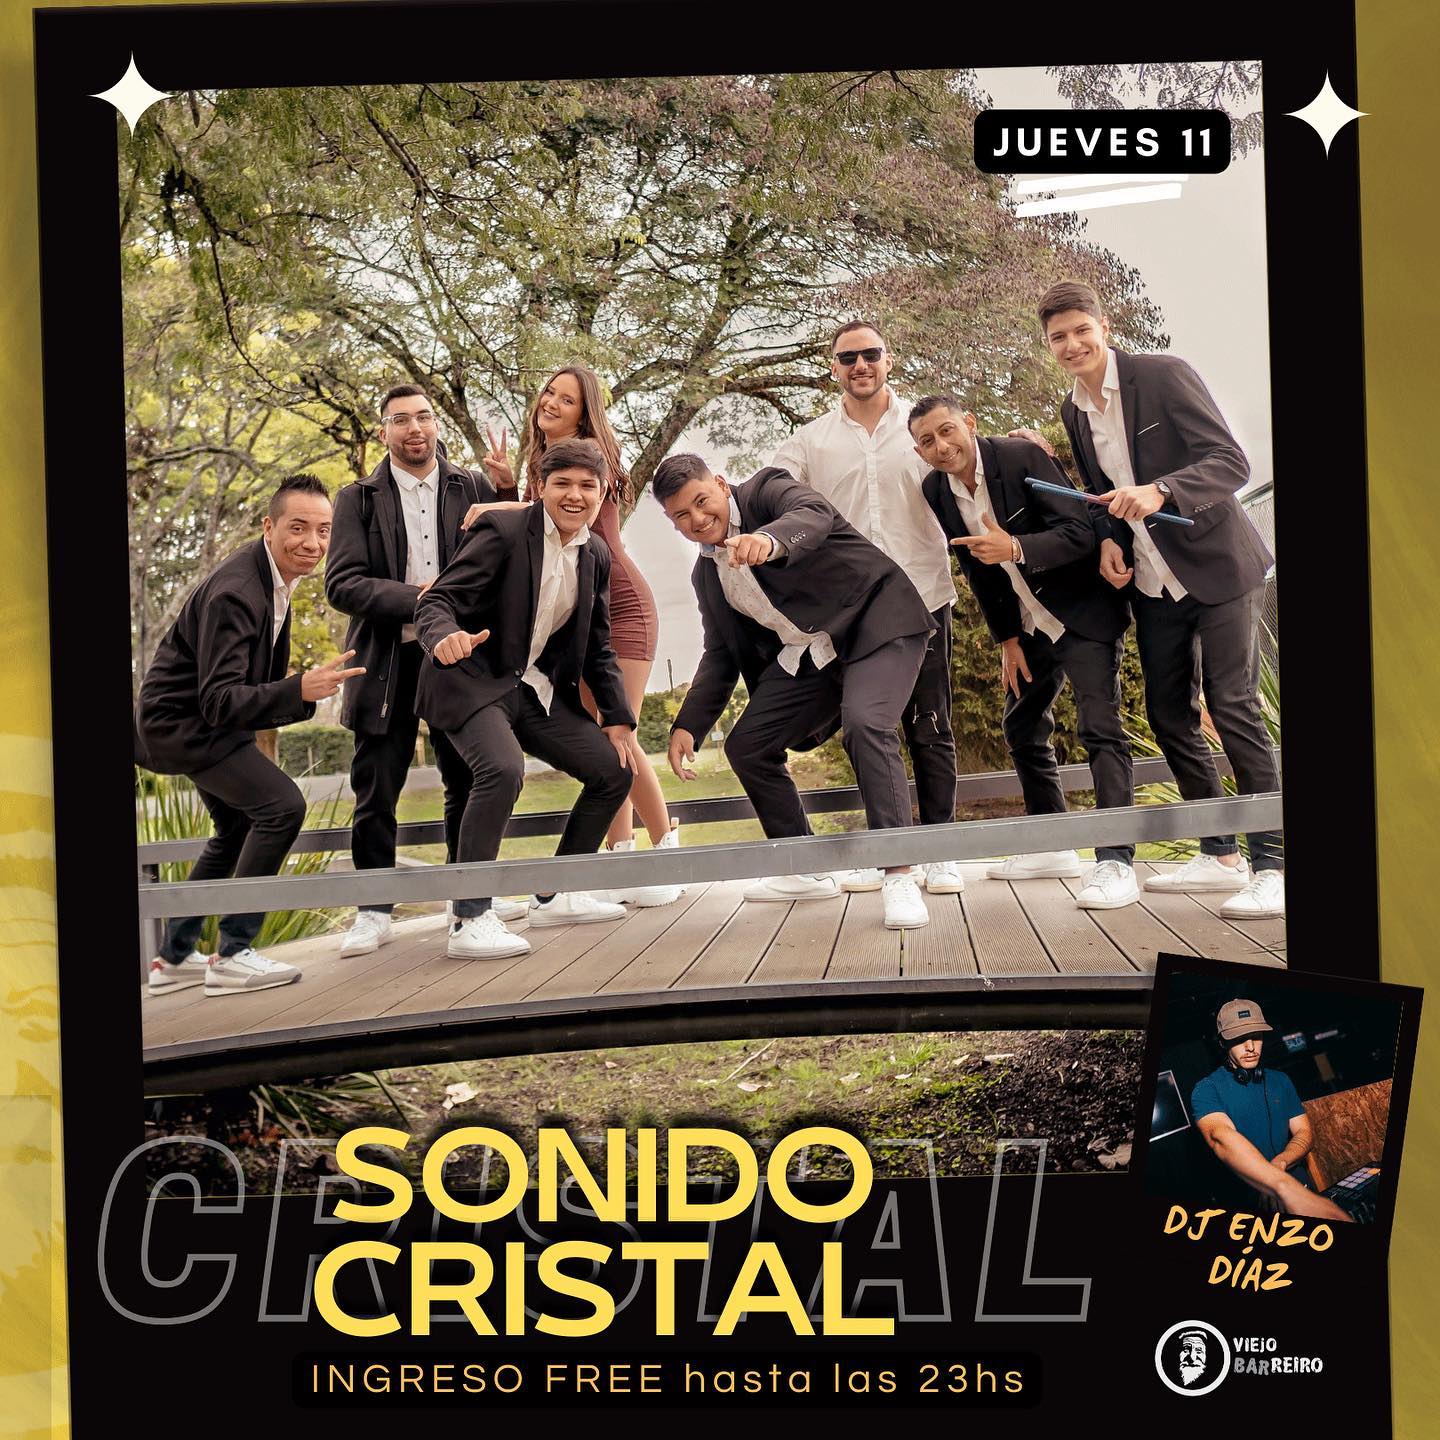 JUEVES 11
CRISTAL
SONIDO
CRISTAL
INGRESO FREE hasta las 23hs
DJ ENZO
DÍAZ
VIEJO
BARREIRO